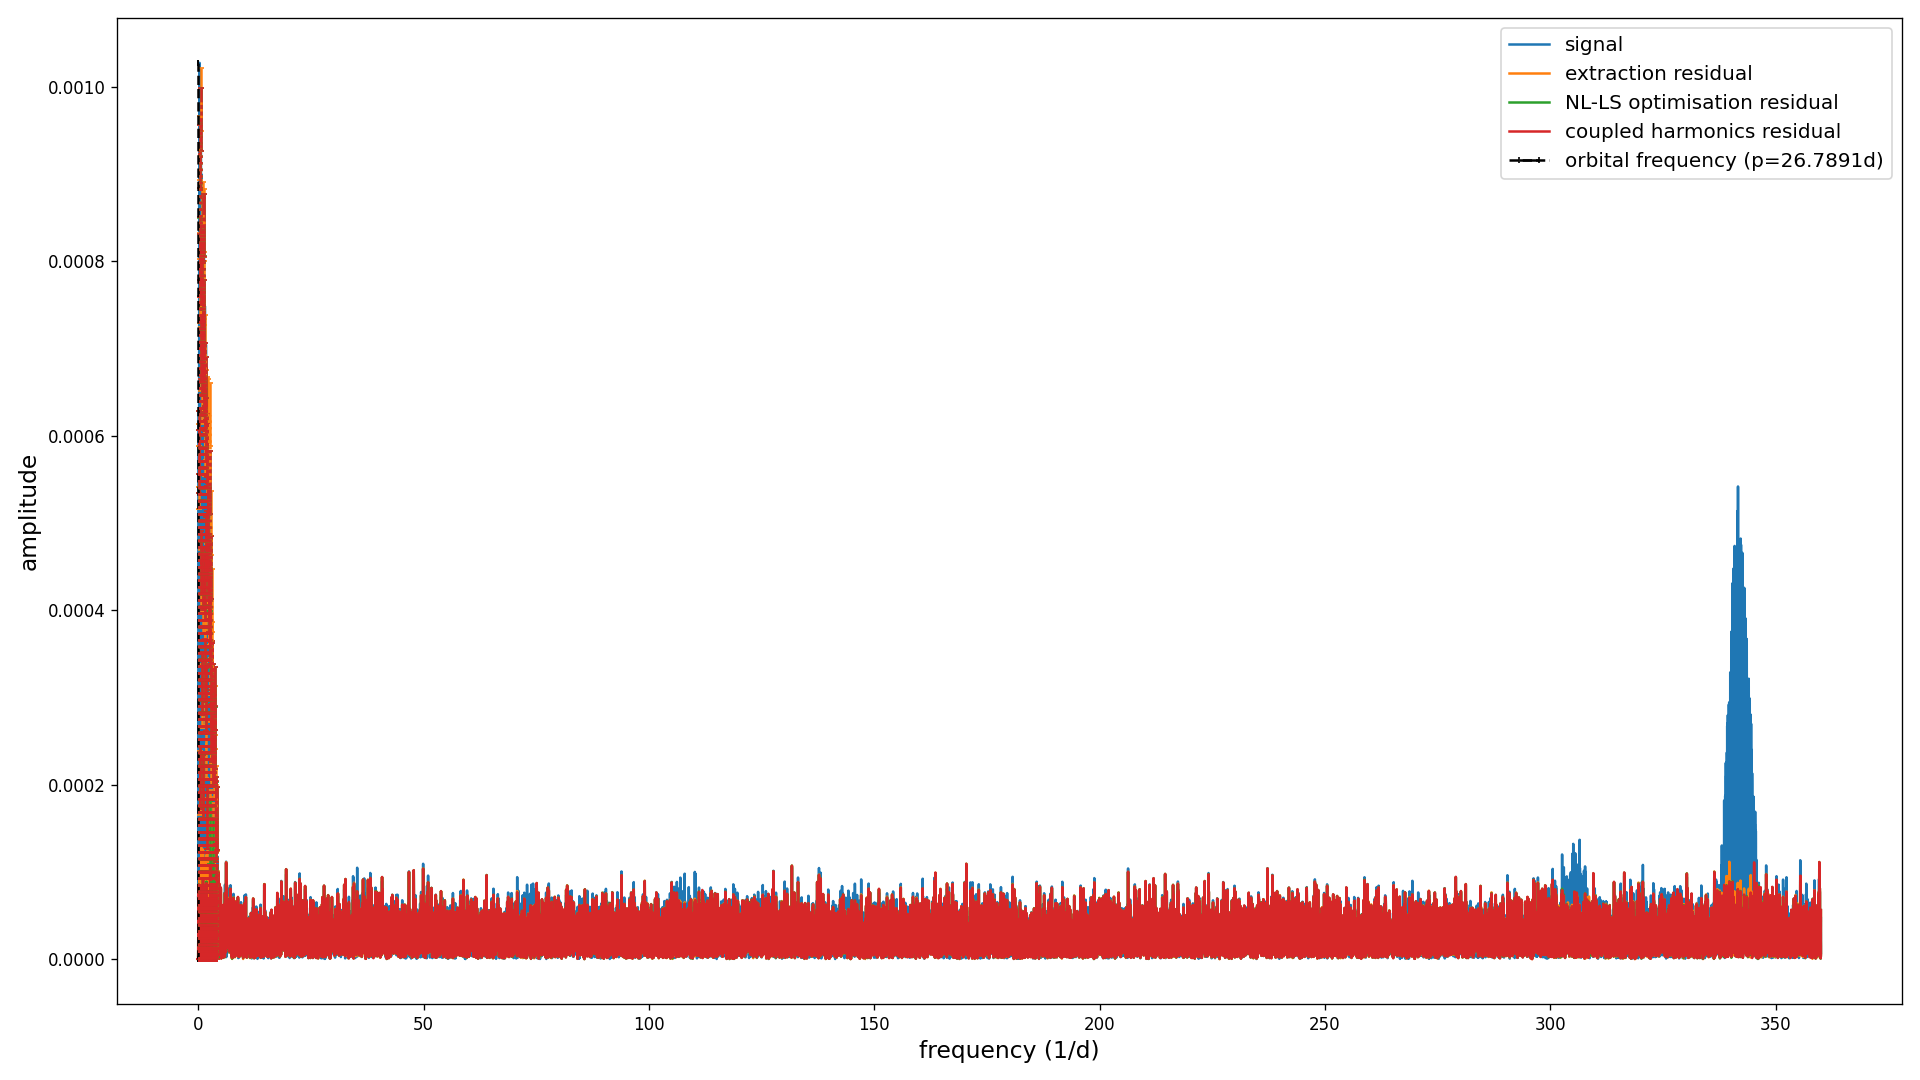 signal
extraction residual
NL-LS optimisation residual
coupled harmonics residual
orbital frequency (p=26.7891d)
amplitude
0.0010
0.0008
0.0006
0.0004
0.0002
0.0000
0 50 100 150 200 250 300 350
frequency (1/d)